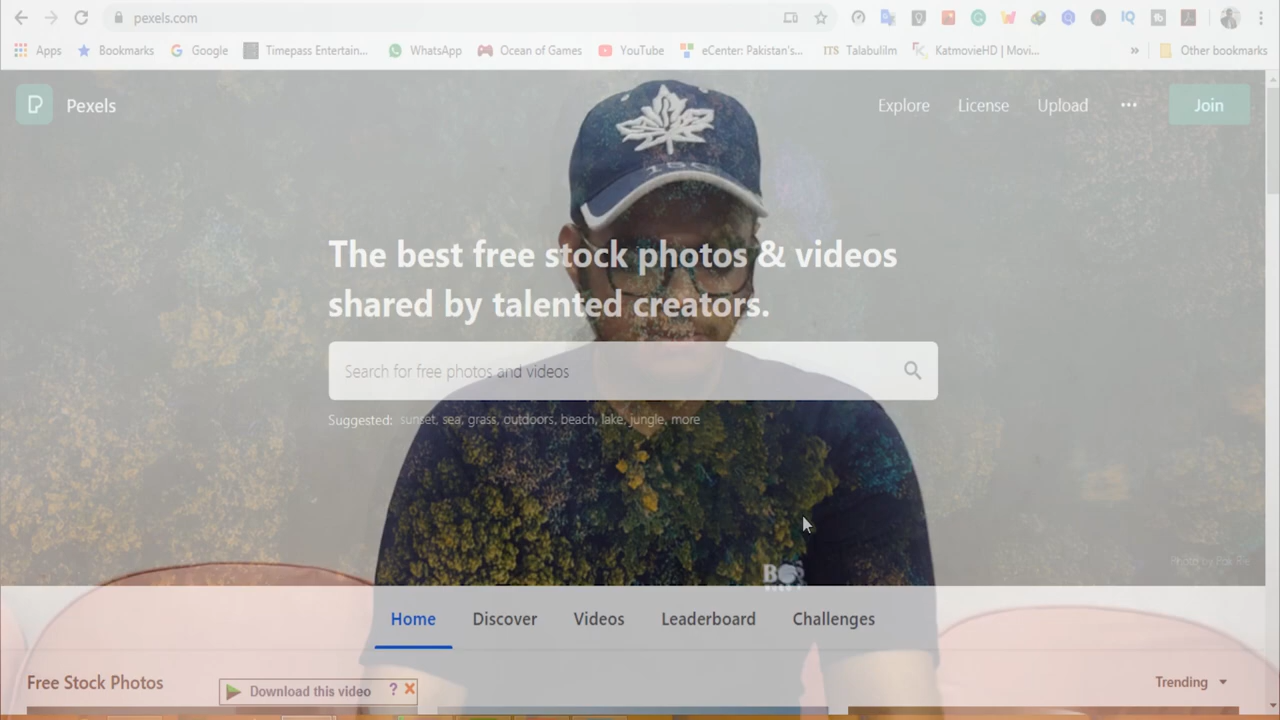 pexels.com
Apps Bookmarks Google Timepass Entertain... WhatsApp Ocean of Games YouTube eCenter: Pakistan's... ITS Talabulilm KatmovieHD | Movi... » Other bookmarks
Pexels Explore License Upload ••• Join
The best free stock photos & videos
shared by talented creators.
Search for free photos and videos
Suggested: sunset, sea, grass, outdoors, beach, lake, jungle, more
Home Discover Videos Leaderboard Challenges
Free Stock Photos Trending
Download this video ?